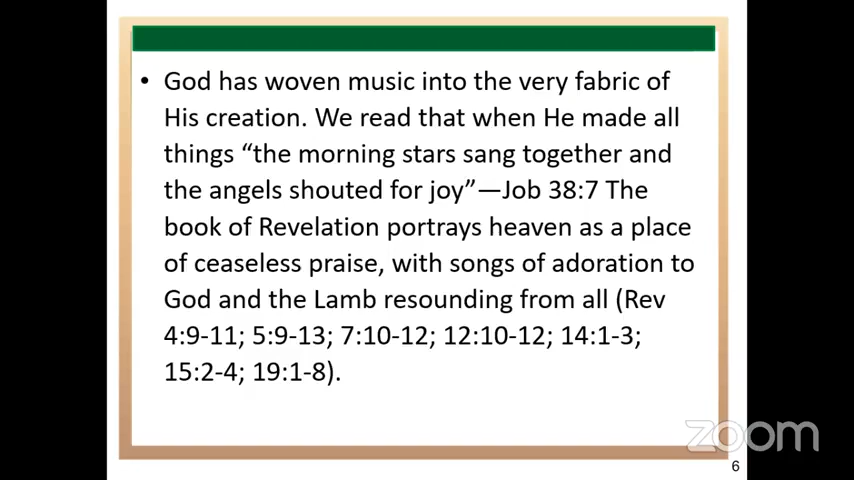 • God has woven music into the very fabric of
His creation. We read that when He made all
things “the morning stars sang together and
the angels shouted for joy”—Job 38:7 The
book of Revelation portrays heaven as a place
of ceaseless praise, with songs of adoration to
God and the Lamb resounding from all (Rev
4:9-11; 5:9-13; 7:10-12; 12:10-12; 14:1-3;
15:2-4; 19:1-8).
zoom
6